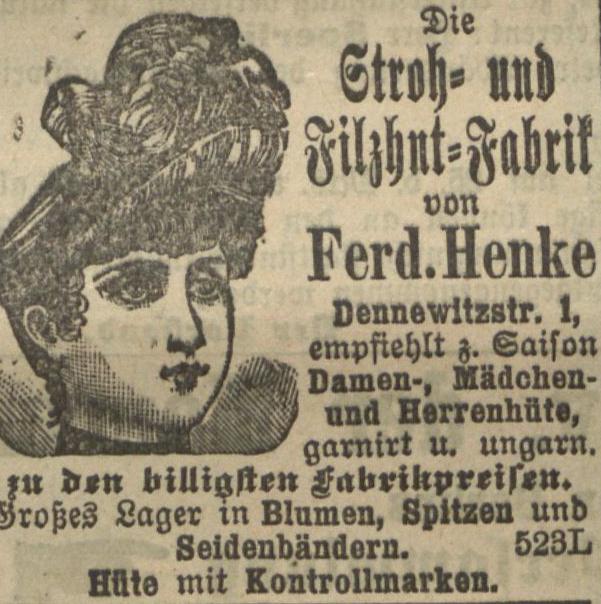 Die
Stroh- und
Filzhut-Fabrik
von
Ferd. Henke
Dennewitzstr. 1,
empfiehlt z. Saison
Damen-, Mädchen-
und Herrenhüte,
garnirt u. ungarn.
zu den billigsten Fabrikpreisen.
Großes Lager in Blumen, Spitzen und
Seidenbändern. 523L
Hüte mit Kontrollmarken.